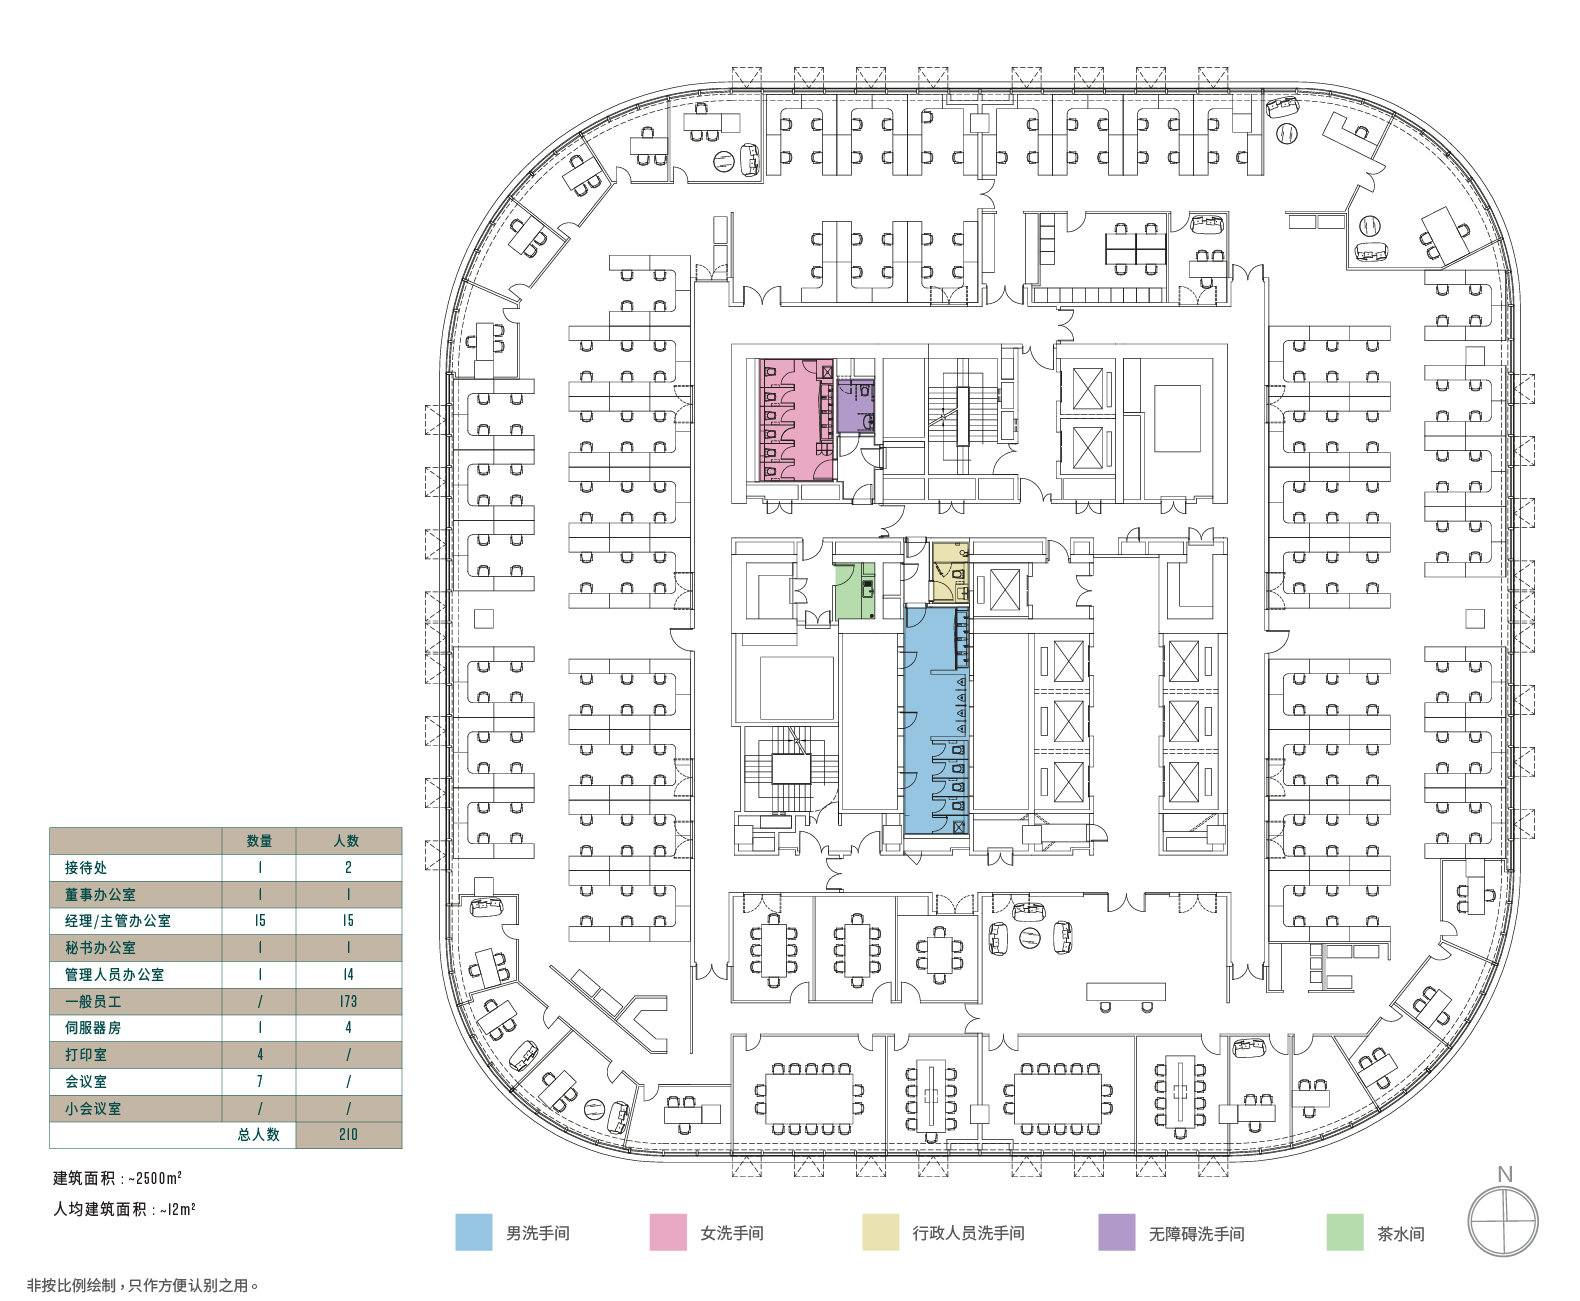 数量 人数
接待处 1 2
董事办公室 1 1
经理/主管办公室 15 15
秘书办公室 1 1
管理人员办公室 1 14
一般员工 / 173
伺服器房 1 4
打印室 4 /
会议室 7 /
小会议室 / /
总人数 210
建筑面积 : ~2500m²
人均建筑面积 : ~12m²
男洗手间
女洗手间
行政人员洗手间
无障碍洗手间
茶水间
N
非按比例绘制，只作方便认别之用。